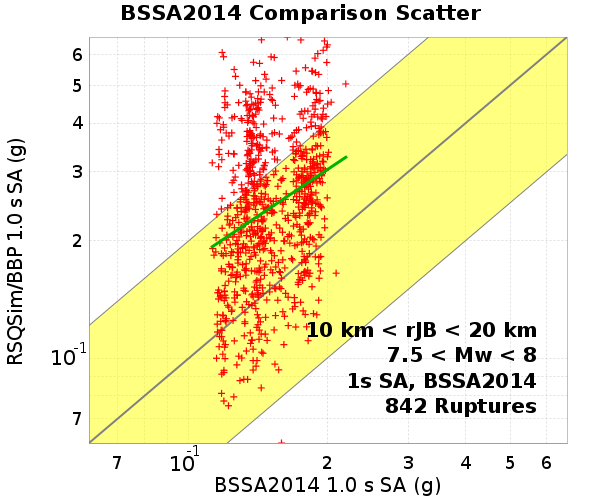 BSSA2014 Comparison Scatter
RSQSim/BBP 1.0 s SA (g)
6
5
4
3
2
10-1
7
10 km < rJB < 20 km
7.5 < Mw < 8
1s SA, BSSA2014
842 Ruptures
7 10-1 2 3 4 5 6
BSSA2014 1.0 s SA (g)